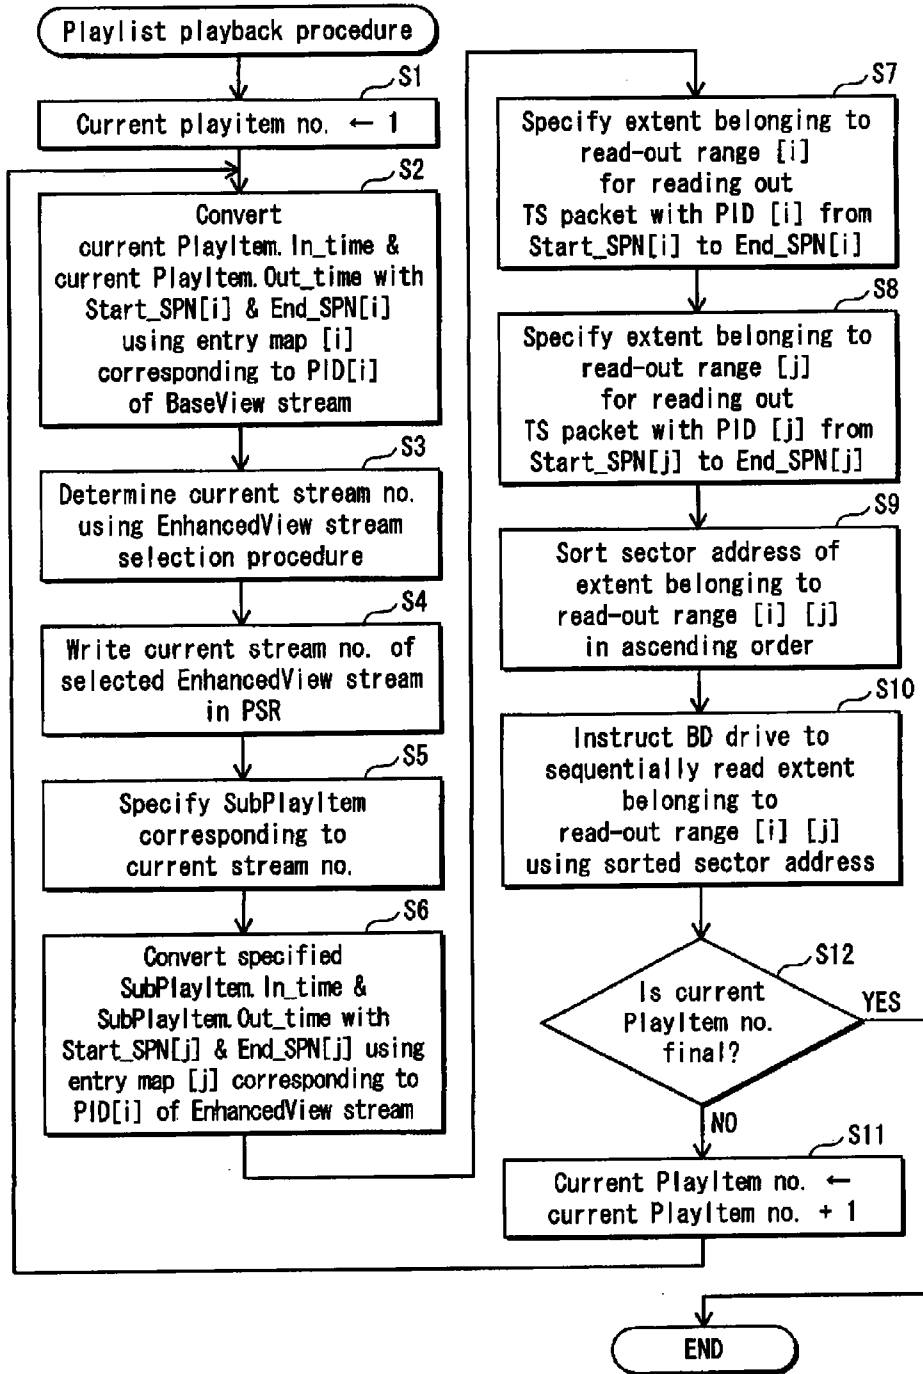 Playlist playback procedure
S1
Current playitem no. ← 1
S2
Convert
current PlayItem. In_time &
current PlayItem. Out_time with
Start_SPN[i] & End_SPN[i]
using entry map [i]
corresponding to PID[i]
of BaseView stream
S3
Determine current stream no.
using EnhancedView stream
selection procedure
S4
Write current stream no. of
selected EnhancedView stream
in PSR
S5
Specify SubPlayItem
corresponding to
current stream no.
S6
Convert specified
SubPlayItem. In_time &
SubPlayItem. Out_time with
Start_SPN[j] & End_SPN[j] using
entry map [j] corresponding to
PID[i] of EnhancedView stream
S7
Specify extent belonging to
read-out range [i]
for reading out
TS packet with PID [i] from
Start_SPN[i] to End_SPN[i]
S8
Specify extent belonging to
read-out range [j]
for reading out
TS packet with PID [j] from
Start_SPN[j] to End_SPN[j]
S9
Sort sector address of
extent belonging to
read-out range [i] [j]
in ascending order
S10
Instruct BD drive to
sequentially read extent
belonging to
read-out range [i] [j]
using sorted sector address
S12
Is current
PlayItem no.
final?
YES
NO
S11
Current PlayItem no. ←
current PlayItem no. + 1
END